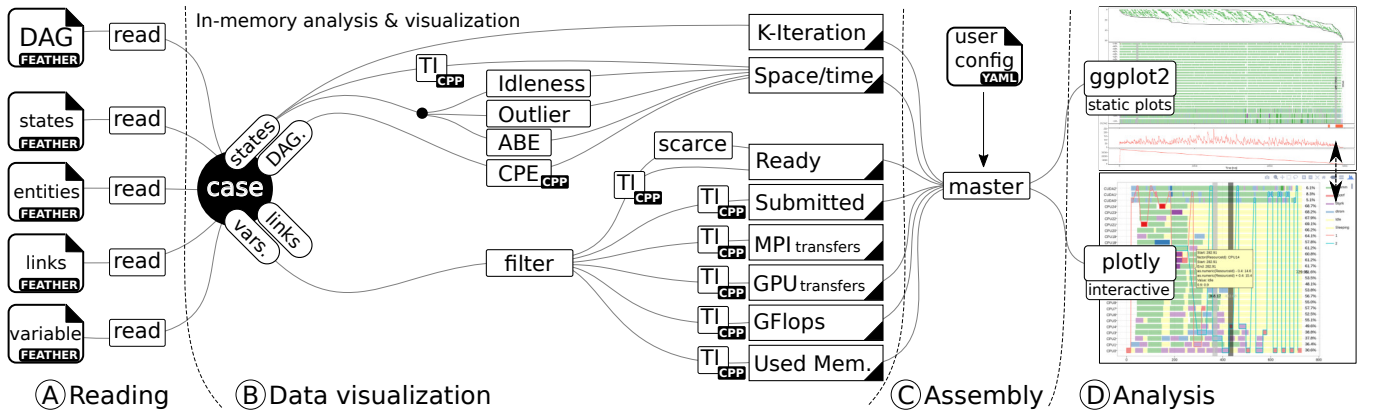 DAG
FEATHER
read
states
FEATHER
read
entities
FEATHER
read
links
FEATHER
read
variable
FEATHER
read
Ⓐ Reading
In-memory analysis & visualization
case
states
DAG.
vars.
links
TI
CPP
Idleness
Outlier
ABE
CPE
CPP
filter
scarce
TI
CPP
TI
CPP
TI
CPP
TI
CPP
TI
CPP
TI
CPP
K-Iteration
Space/time
Ready
Submitted
MPI transfers
GPU transfers
GFlops
Used Mem.
Ⓑ Data visualization
user
config
YAML
master
Ⓒ Assembly
ggplot2
static plots
plotly
interactive
Ⓓ Analysis